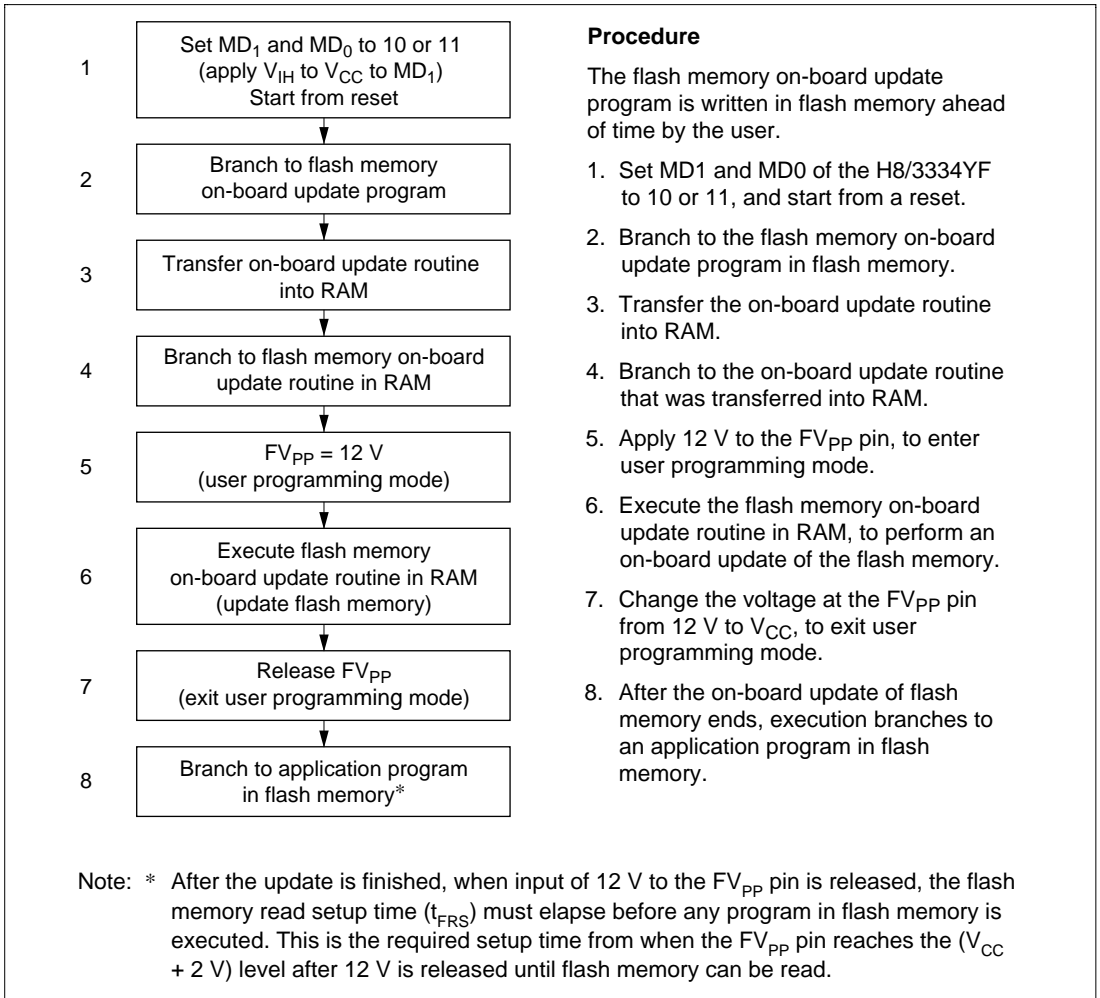 1
Set MD₁ and MD₀ to 10 or 11
(apply V_IH to V_CC to MD₁)
Start from reset
2
Branch to flash memory
on-board update program
3
Transfer on-board update routine
into RAM
4
Branch to flash memory on-board
update routine in RAM
5
FV_PP = 12 V
(user programming mode)
6
Execute flash memory
on-board update routine in RAM
(update flash memory)
7
Release FV_PP
(exit user programming mode)
8
Branch to application program
in flash memory*
Procedure
The flash memory on-board update
program is written in flash memory ahead
of time by the user.
1. Set MD1 and MD0 of the H8/3334YF
to 10 or 11, and start from a reset.
2. Branch to the flash memory on-board
update program in flash memory.
3. Transfer the on-board update routine
into RAM.
4. Branch to the on-board update routine
that was transferred into RAM.
5. Apply 12 V to the FV_PP pin, to enter
user programming mode.
6. Execute the flash memory on-board
update routine in RAM, to perform an
on-board update of the flash memory.
7. Change the voltage at the FV_PP pin
from 12 V to V_CC, to exit user
programming mode.
8. After the on-board update of flash
memory ends, execution branches to
an application program in flash
memory.
Note: * After the update is finished, when input of 12 V to the FV_PP pin is released, the flash
memory read setup time (t_FRS) must elapse before any program in flash memory is
executed. This is the required setup time from when the FV_PP pin reaches the (V_CC
+ 2 V) level after 12 V is released until flash memory can be read.